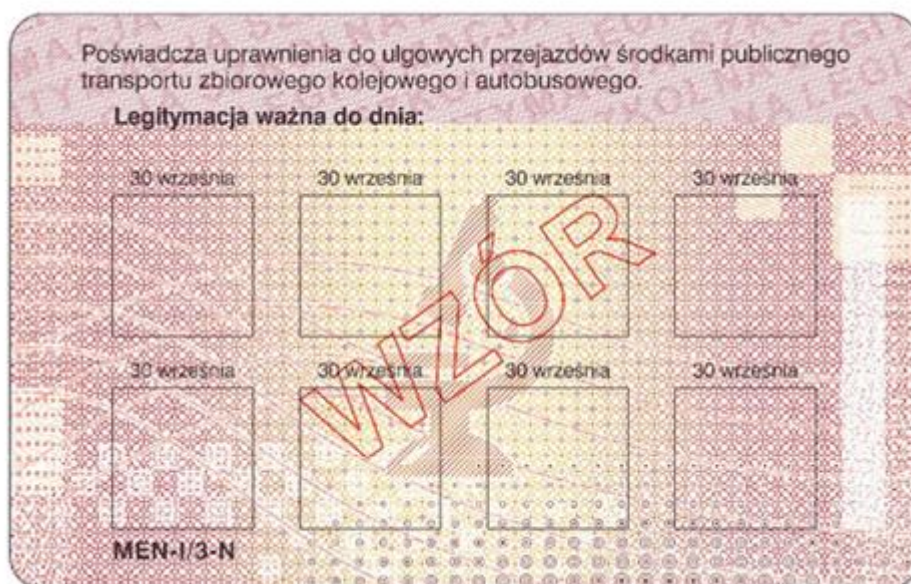 Poświadcza uprawnienia do ulgowych przejazdów środkami publicznego
transportu zbiorowego kolejowego i autobusowego.
Legitymacja ważna do dnia:
30 września 30 września 30 września 30 września
WZÓR
30 września 30 września 30 września 30 września
MEN-I/3-N